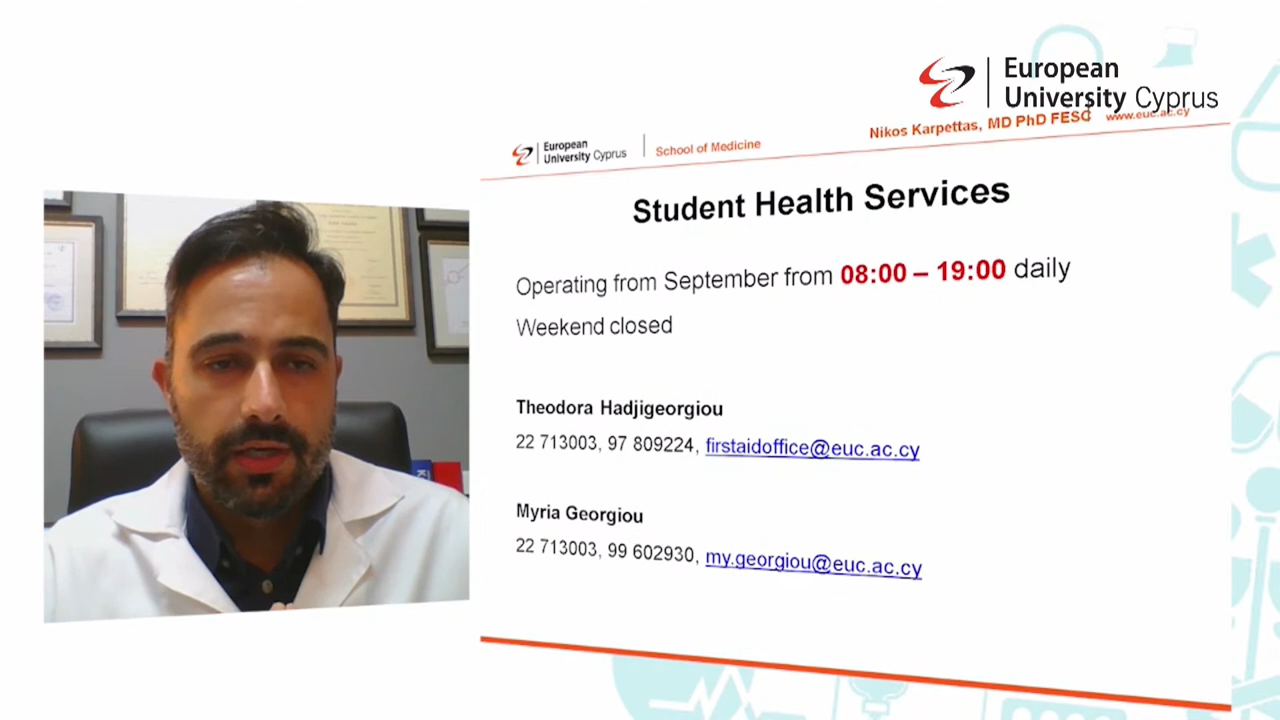 European
University Cyprus
European
University Cyprus
School of Medicine
Nikos Karpettas, MD PhD FESC
www.euc.ac.cy
Student Health Services
Operating from September from 08:00 – 19:00 daily
Weekend closed
Theodora Hadjigeorgiou
22 713003, 97 809224, firstaidoffice@euc.ac.cy
Myria Georgiou
22 713003, 99 602930, my.georgiou@euc.ac.cy